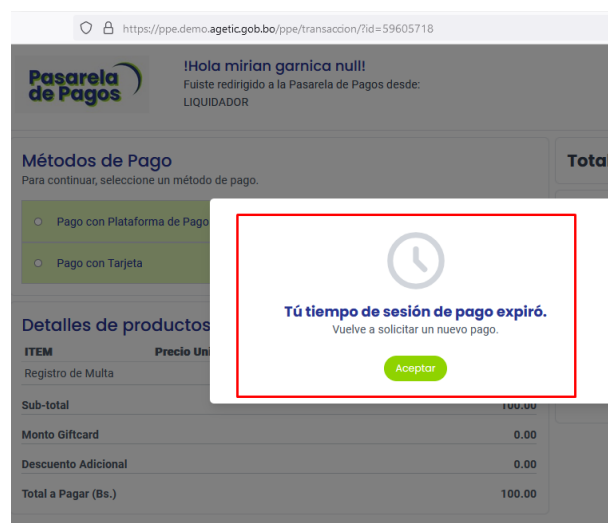 https://ppe.demo.agetic.gob.bo/ppe/transaccion/?id=59605718
Pasarela
de Pagos
!Hola mirian garnica null!
Fuiste redirigido a la Pasarela de Pagos desde:
LIQUIDADOR
Métodos de Pago
Para continuar, seleccione un método de pago.
Total
Pago con Plataforma de Pago
Pago con Tarjeta
Tú tiempo de sesión de pago expiró.
Vuelve a solicitar un nuevo pago.
Aceptar
Detalles de productos
ITEM Precio Uni
Registro de Multa
Sub-total 100.00
Monto Giftcard 0.00
Descuento Adicional 0.00
Total a Pagar (Bs.) 100.00